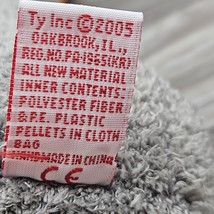 Ty Inc ©2005
OAKBROOK, IL.,
REG.NO.PA-1965(KR)
ALL NEW MATERIAL
INNER CONTENTS:
POLYESTER FIBER
& P.E. PLASTIC
PELLETS IN CLOTH
BAG
HANDMADE IN CHINA
CE